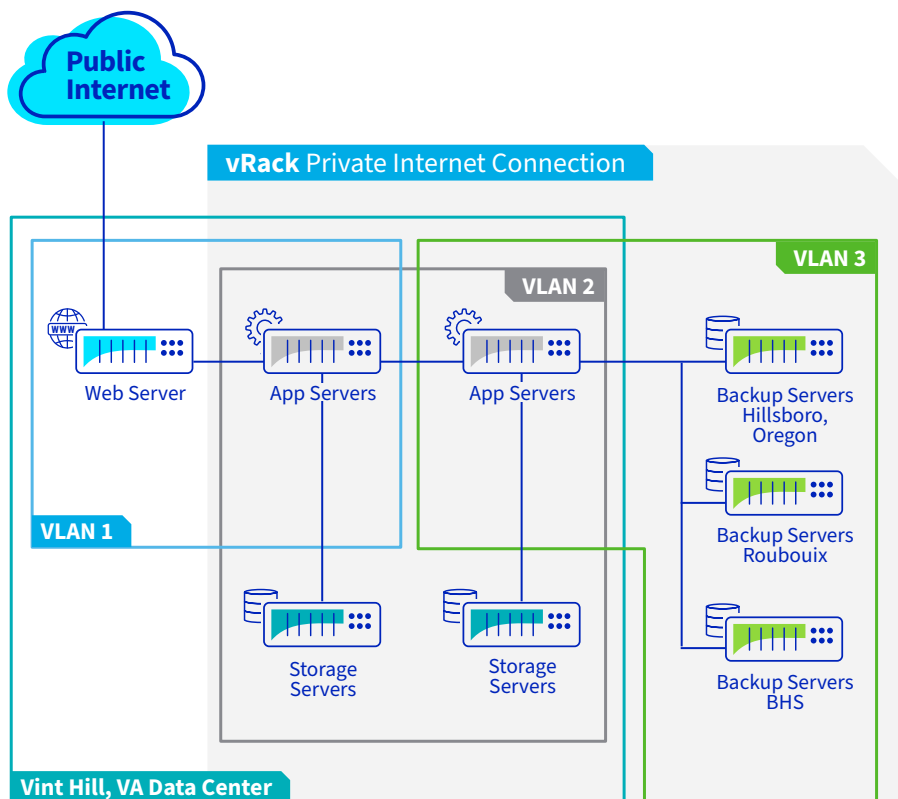 Public
Internet
vRack Private Internet Connection
VLAN 3
VLAN 2
WWW
Web Server
App Servers
App Servers
Backup Servers
Hillsboro,
Oregon
VLAN 1
Backup Servers
Roubouix
Storage
Servers
Storage
Servers
Backup Servers
BHS
Vint Hill, VA Data Center